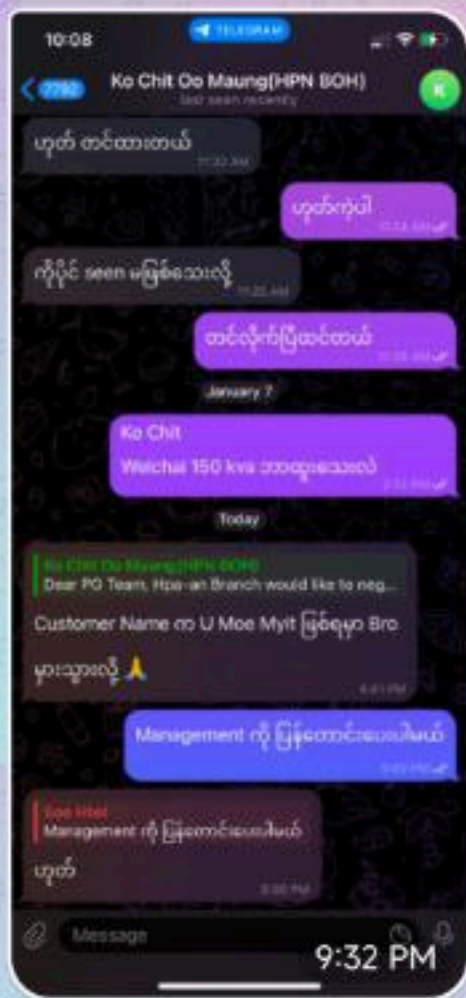 10:08
TELEGRAM
7792
Ko Chit Oo Maung(HPN BOH)
last seen recently
K
ဟုတ် တင်ထားတယ်
ဟုတ်ကဲ့ပါ
ကိုပိုင် seen မဖြစ်သေးလို့
တင်လိုက်ပြီထင်တယ်
January 7
Ko Chit
Weichai 150 kva ဘာထူးသေးလဲ
Today
Ko Chit Oo Maung(HPN BOH)
Dear PG Team, Hpa-an Branch would like to neg...
Customer Name က U Moe Myit ဖြစ်ရမှာ Bro
မှားသွားလို့ 🙏
Management ကို ပြန်တောင်းပေးပါမယ်
Management ကို ပြန်တောင်းပေးပါမယ်
ဟုတ်
Message
9:32 PM